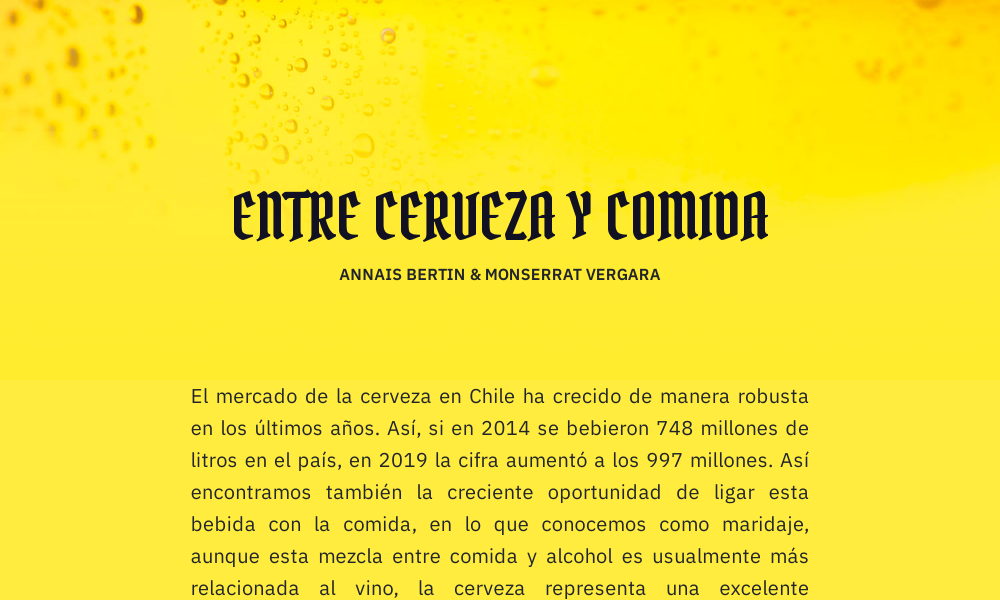 ENTRE CERVEZA Y COMIDA
ANNAIS BERTIN & MONSERRAT VERGARA
El mercado de la cerveza en Chile ha crecido de manera robusta
en los últimos años. Así, si en 2014 se bebieron 748 millones de
litros en el país, en 2019 la cifra aumentó a los 997 millones. Así
encontramos también la creciente oportunidad de ligar esta
bebida con la comida, en lo que conocemos como maridaje,
aunque esta mezcla entre comida y alcohol es usualmente más
relacionada al vino, la cerveza representa una excelente